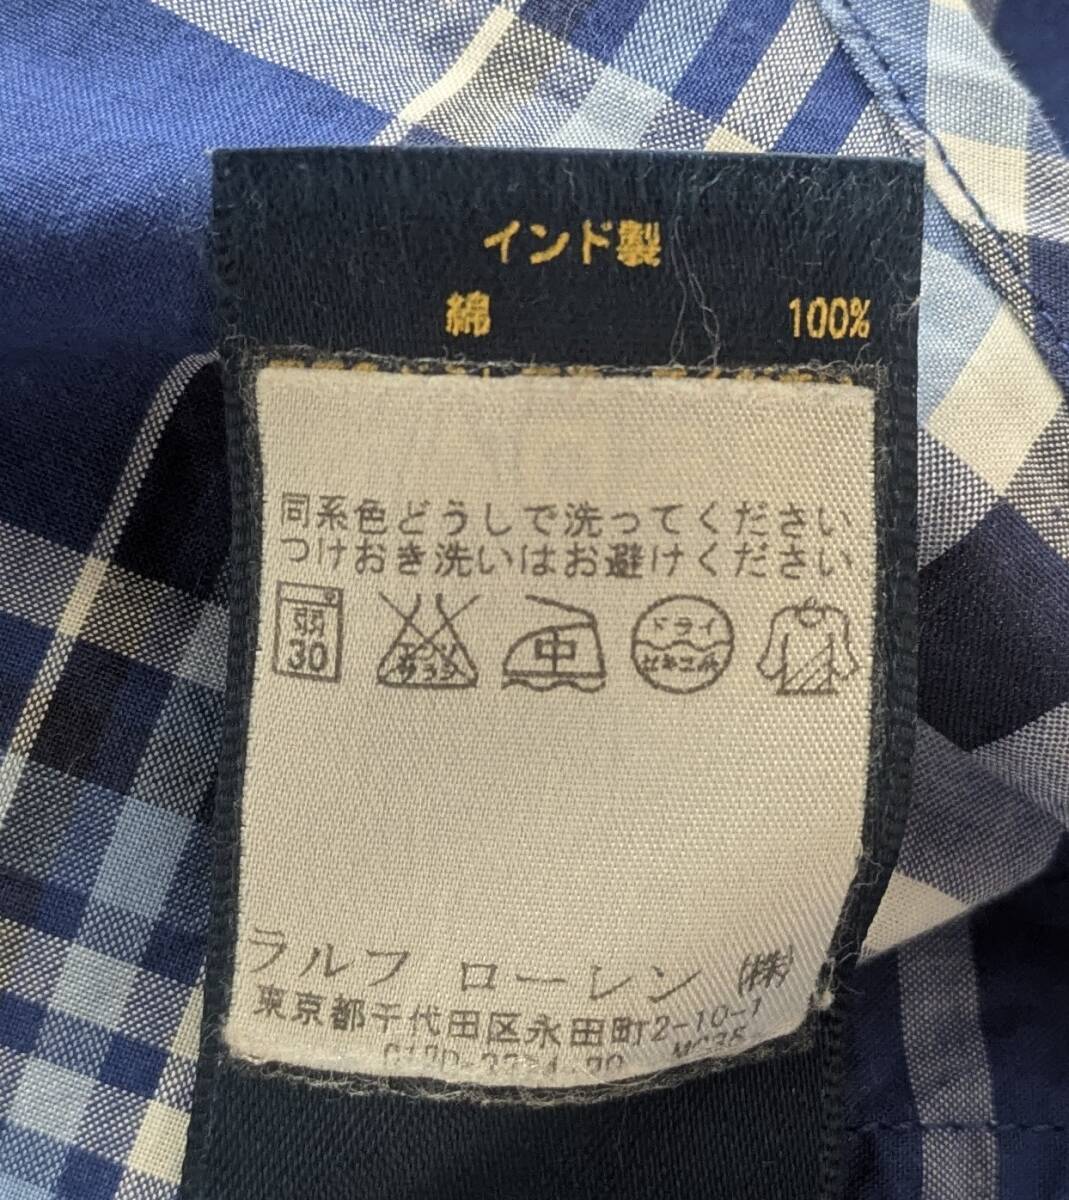 インド製
綿 100%
同系色どうしで洗ってください
つけおき洗いはお避けください
弱
30
エンソ
サラシ
中
ドライ
セキユ系
ラルフ ローレン (株)
東京都千代田区永田町2-10-1